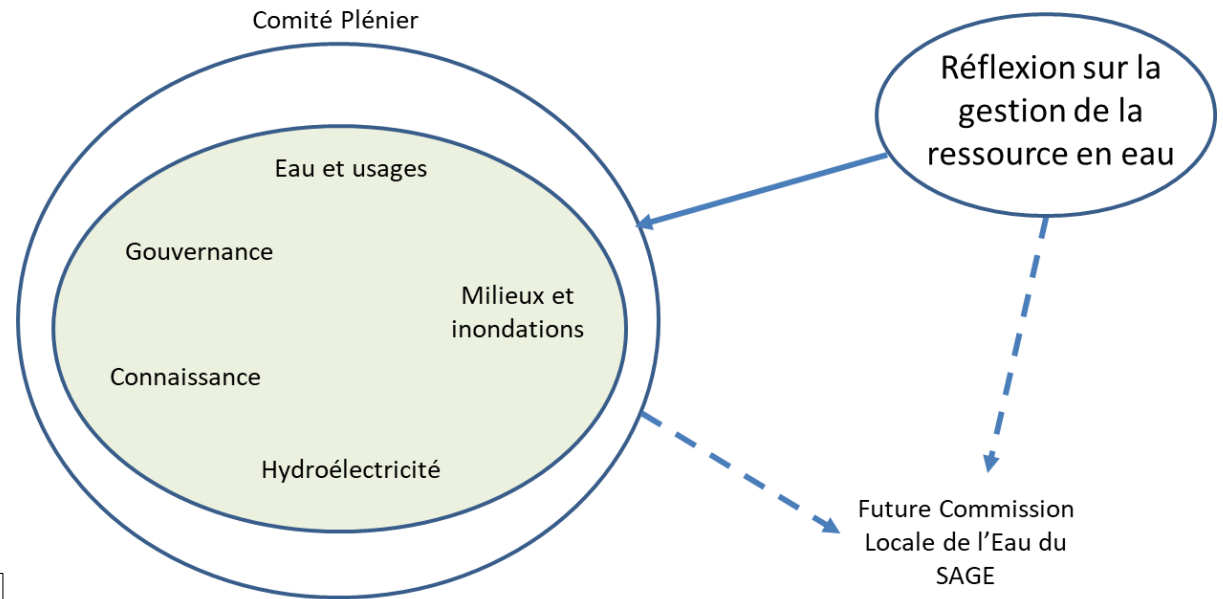 Comité Plénier
Réflexion sur la
gestion de la
ressource en eau
Eau et usages
Gouvernance
Milieux et
inondations
Connaissance
Hydroélectricité
Future Commission
Locale de l’Eau du
SAGE